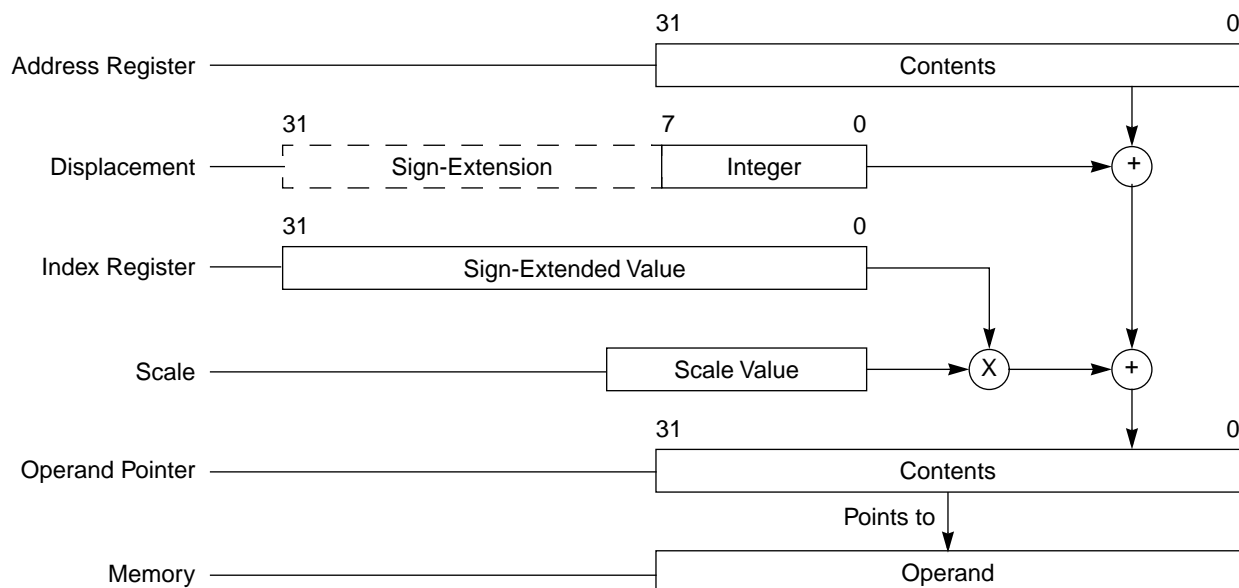 31 0
Address Register Contents
31 7 0
Displacement Sign-Extension Integer +
31 0
Index Register Sign-Extended Value
Scale Scale Value X +
31 0
Operand Pointer Contents
Points to
Memory Operand